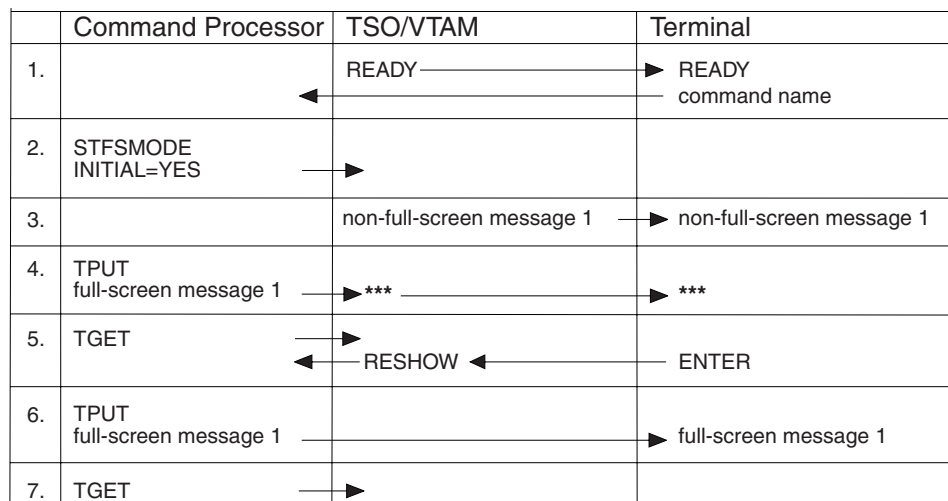 Command Processor TSO/VTAM Terminal
1. READY READY
command name
2. STFSMODE
INITIAL=YES
3. non-full-screen message 1 non-full-screen message 1
4. TPUT
full-screen message 1 *** ***
5. TGET
RESHOW ENTER
6. TPUT
full-screen message 1 full-screen message 1
7. TGET